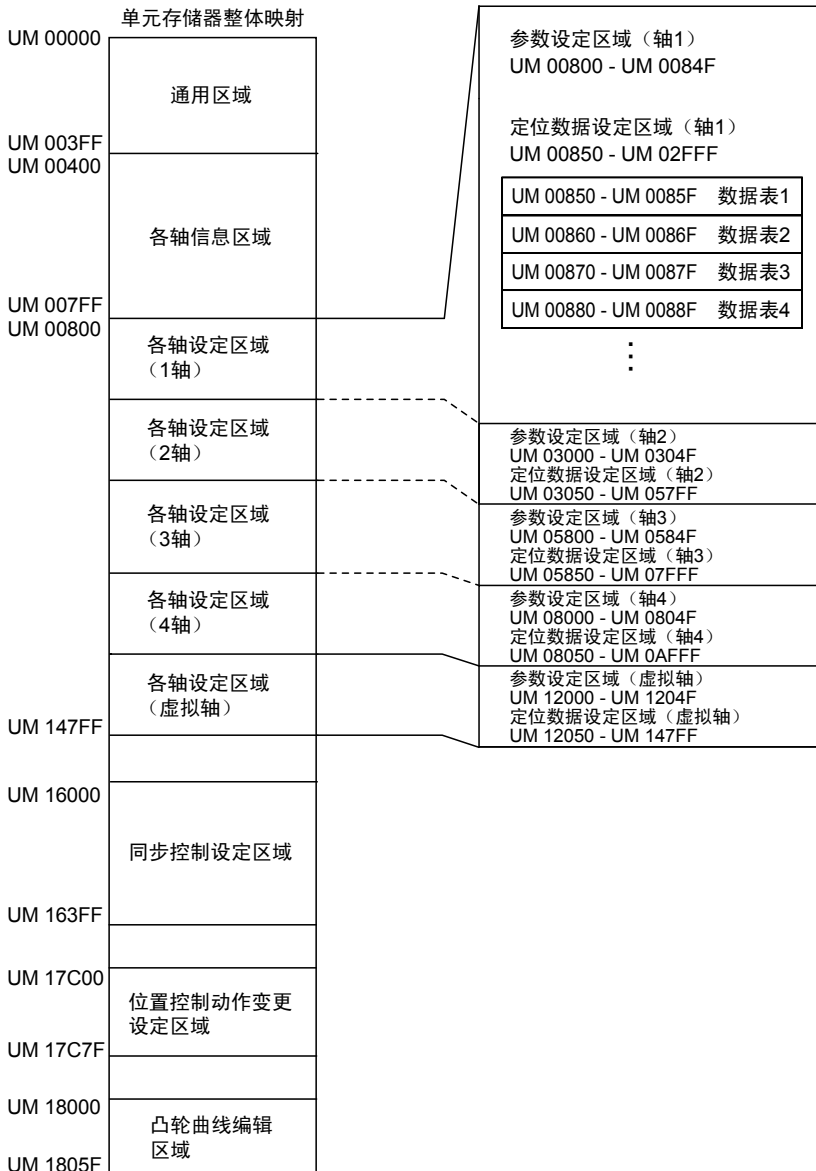 单元存储器整体映射
UM 00000
通用区域
UM 003FF
UM 00400
各轴信息区域
UM 007FF
UM 00800
各轴设定区域
（1轴）
各轴设定区域
（2轴）
各轴设定区域
（3轴）
各轴设定区域
（4轴）
各轴设定区域
（虚拟轴）
UM 147FF
UM 16000
同步控制设定区域
UM 163FF
UM 17C00
位置控制动作变更
设定区域
UM 17C7F
UM 18000
凸轮曲线编辑
区域
UM 1805F
参数设定区域（轴1）
UM 00800 - UM 0084F
定位数据设定区域（轴1）
UM 00850 - UM 02FFF
UM 00850 - UM 0085F 数据表1
UM 00860 - UM 0086F 数据表2
UM 00870 - UM 0087F 数据表3
UM 00880 - UM 0088F 数据表4
⋮
参数设定区域（轴2）
UM 03000 - UM 0304F
定位数据设定区域（轴2）
UM 03050 - UM 057FF
参数设定区域（轴3）
UM 05800 - UM 0584F
定位数据设定区域（轴3）
UM 05850 - UM 07FFF
参数设定区域（轴4）
UM 08000 - UM 0804F
定位数据设定区域（轴4）
UM 08050 - UM 0AFFF
参数设定区域（虚拟轴）
UM 12000 - UM 1204F
定位数据设定区域（虚拟轴）
UM 12050 - UM 147FF